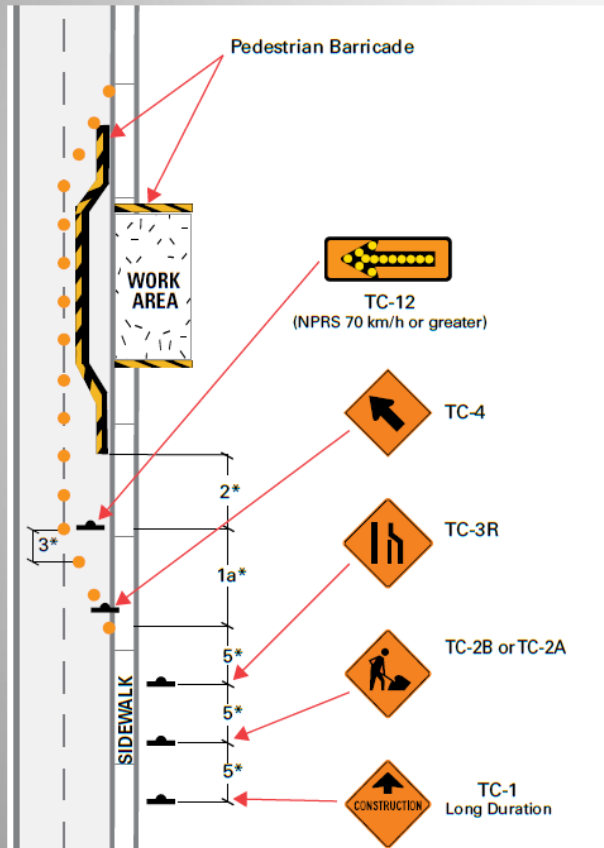 Pedestrian Barricade
WORK
AREA
TC-12
(NPRS 70 km/h or greater)
TC-4
2*
TC-3R
3*
1a*
5*
TC-2B or TC-2A
5*
SIDEWALK
5*
CONSTRUCTION
TC-1
Long Duration